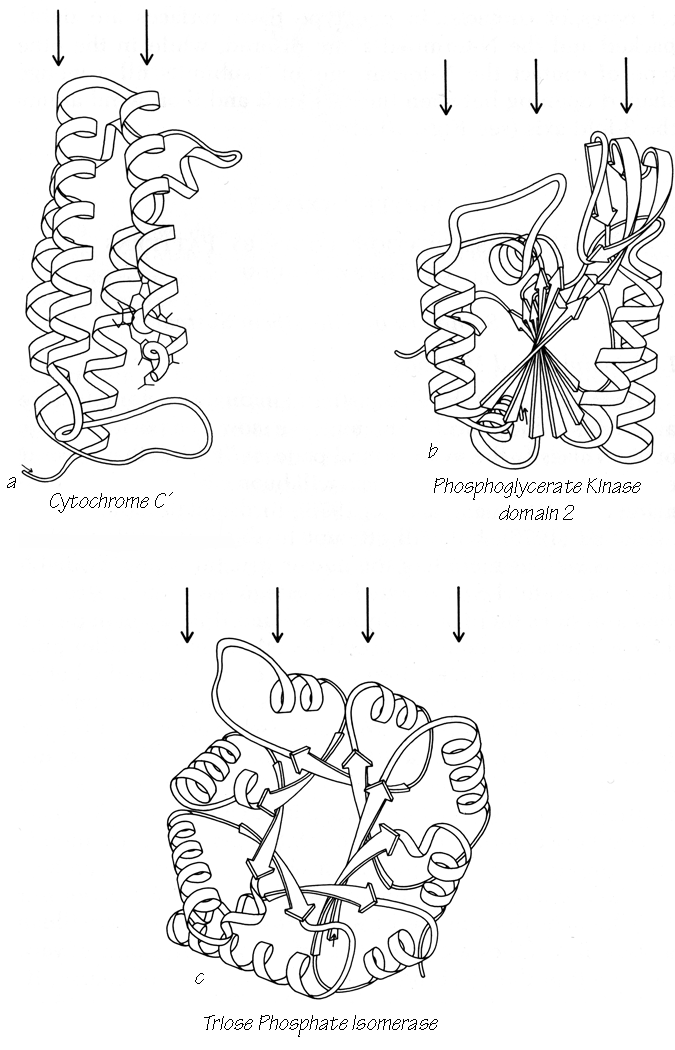 a
Cytochrome C´
b
Phosphoglycerate Kinase
domain 2
c
Triose Phosphate Isomerase